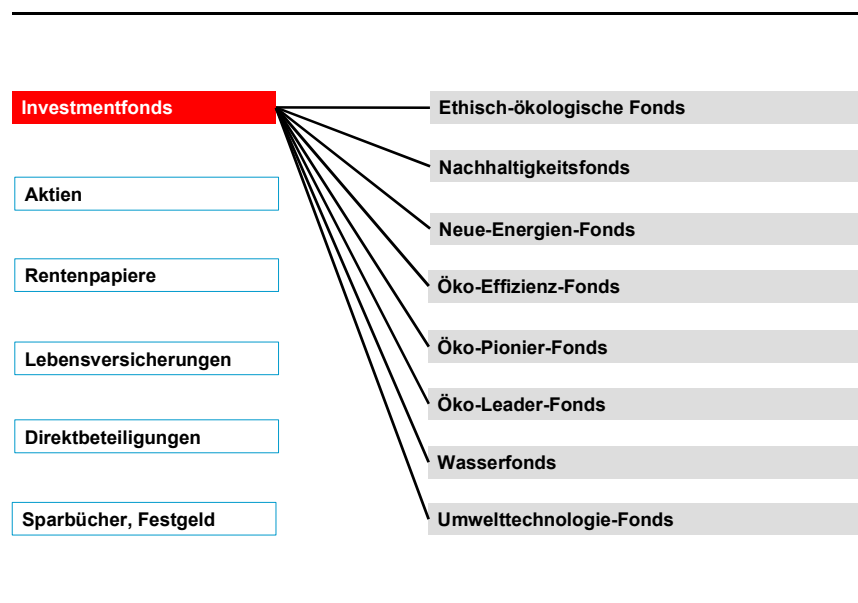 Investmentfonds
Aktien
Rentenpapiere
Lebensversicherungen
Direktbeteiligungen
Sparbücher, Festgeld
Ethisch-ökologische Fonds
Nachhaltigkeitsfonds
Neue-Energien-Fonds
Öko-Effizienz-Fonds
Öko-Pionier-Fonds
Öko-Leader-Fonds
Wasserfonds
Umwelttechnologie-Fonds